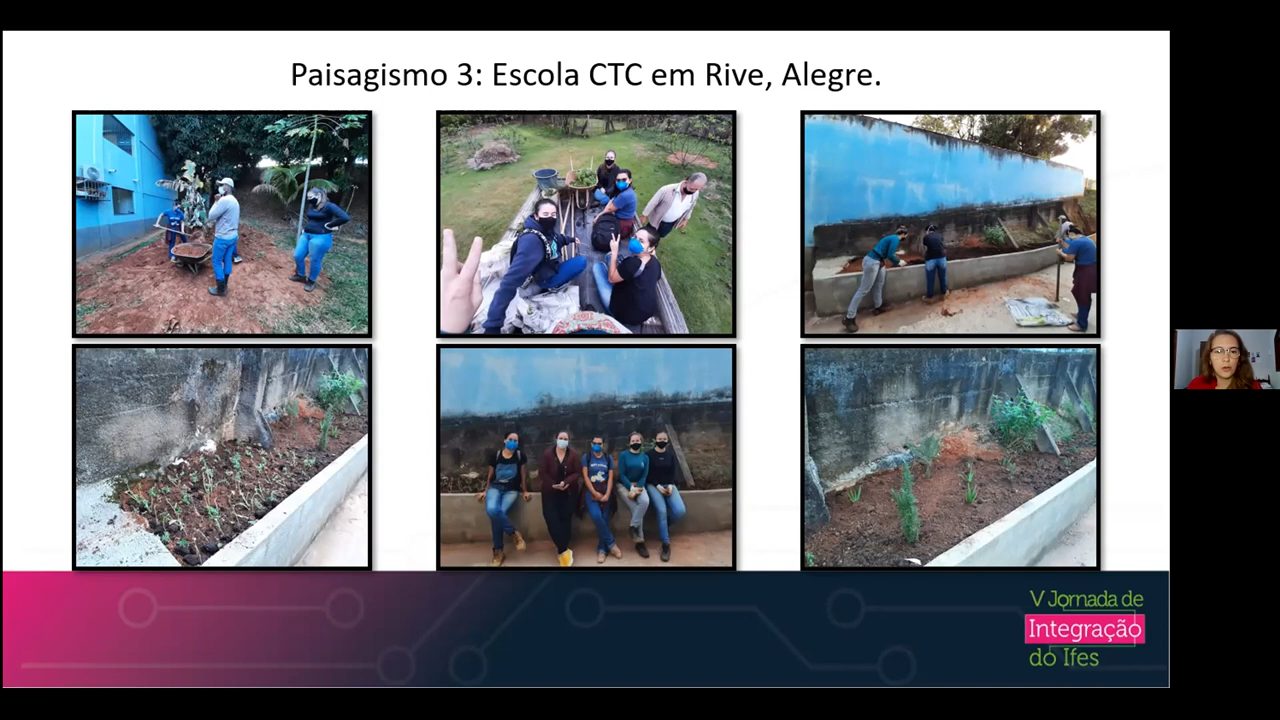 Paisagismo 3: Escola CTC em Rive, Alegre.
V Jornada de
Integração
do Ifes